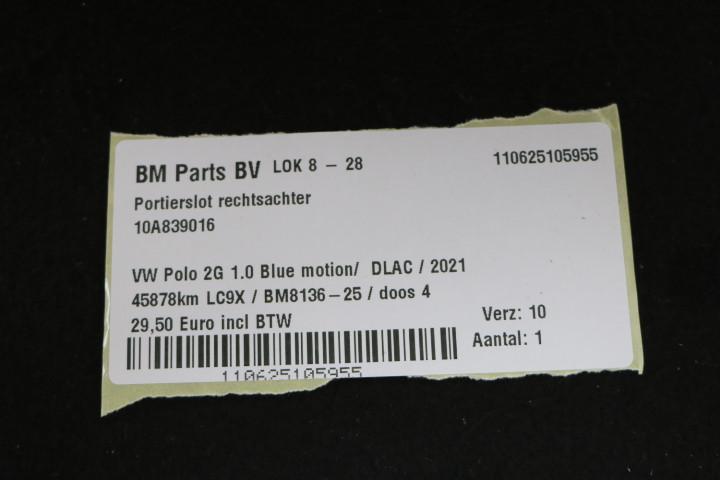 BM Parts BV LOK 8 - 28 110625105955
Portierslot rechtsachter
10A839016
VW Polo 2G 1.0 Blue motion/ DLAC / 2021
45878km LC9X / BM8136-25 / doos 4
29,50 Euro incl BTW
Verz: 10
Aantal: 1
110625105955